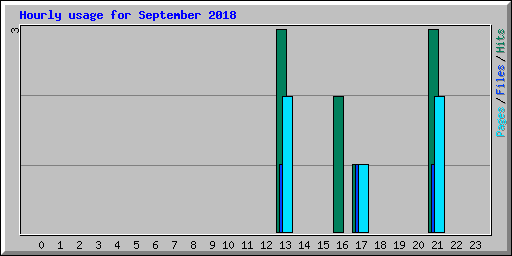 Hourly usage for September 2018
3
Pages/Files/Hits
0 1 2 3 4 5 6 7 8 9 10 11 12 13 14 15 16 17 18 19 20 21 22 23